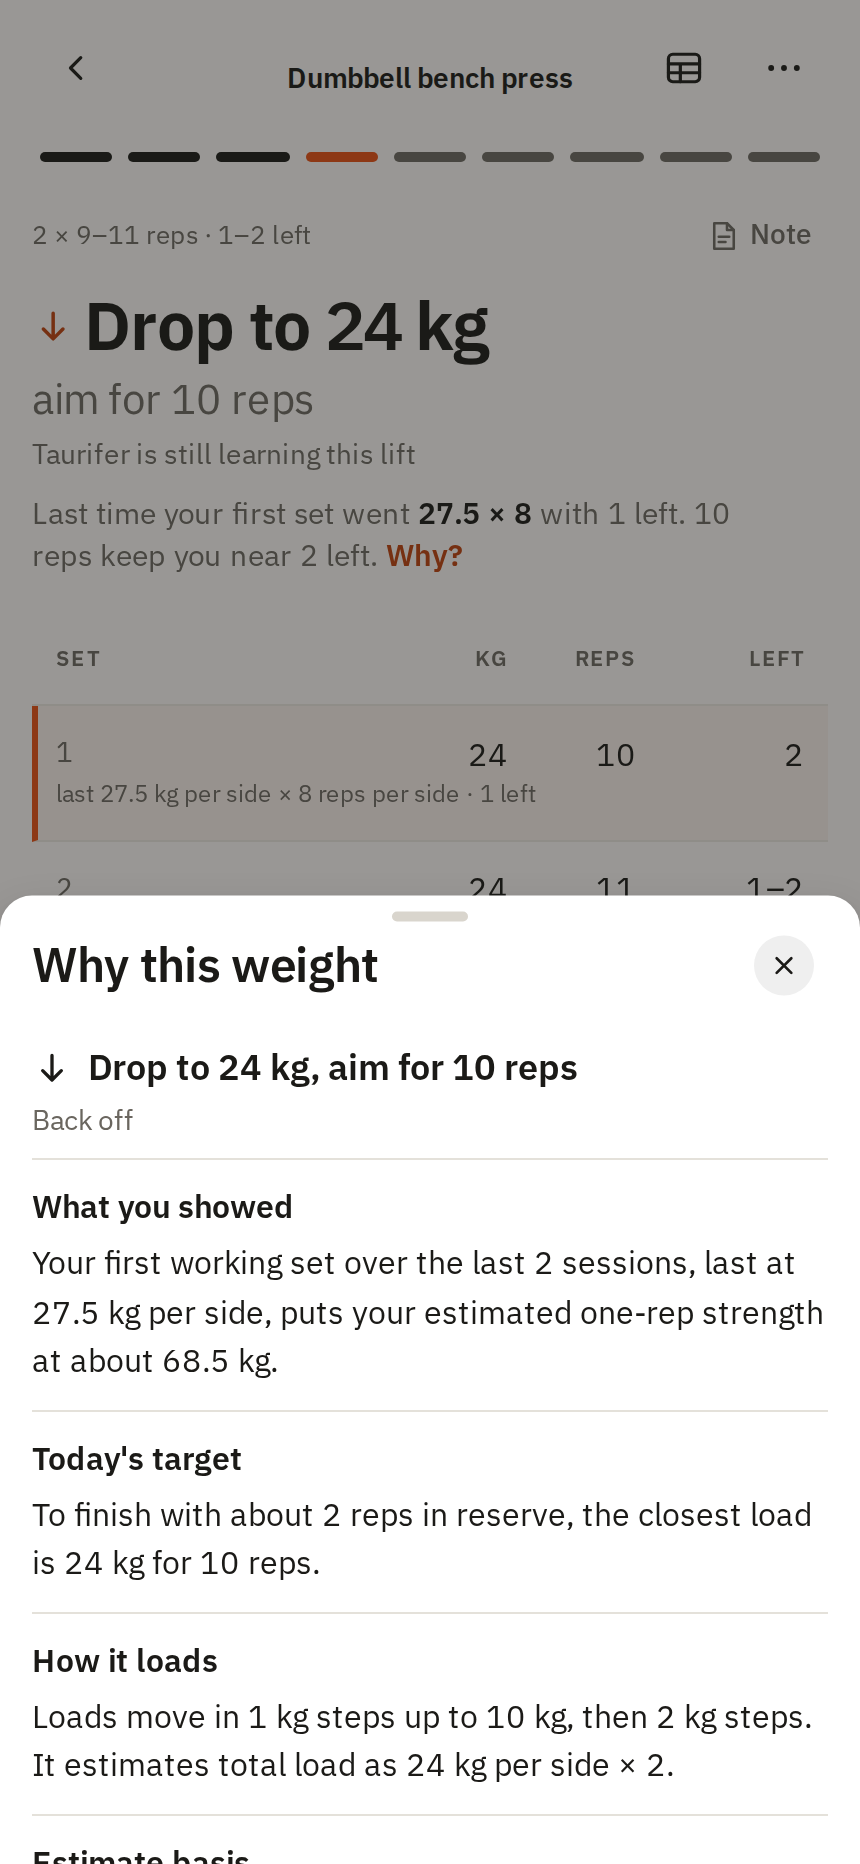 Dumbbell bench press
2 × 9–11 reps · 1–2 left
Note
Drop to 24 kg
aim for 10 reps
Taurifer is still learning this lift
Last time your first set went 27.5 × 8 with 1 left. 10
reps keep you near 2 left. Why?
SET KG REPS LEFT
1 24 10 2
last 27.5 kg per side × 8 reps per side · 1 left
2 24 11 1–2
Why this weight
Drop to 24 kg, aim for 10 reps
Back off
What you showed
Your first working set over the last 2 sessions, last at
27.5 kg per side, puts your estimated one-rep strength
at about 68.5 kg.
Today's target
To finish with about 2 reps in reserve, the closest load
is 24 kg for 10 reps.
How it loads
Loads move in 1 kg steps up to 10 kg, then 2 kg steps.
It estimates total load as 24 kg per side × 2.
Estimate basis